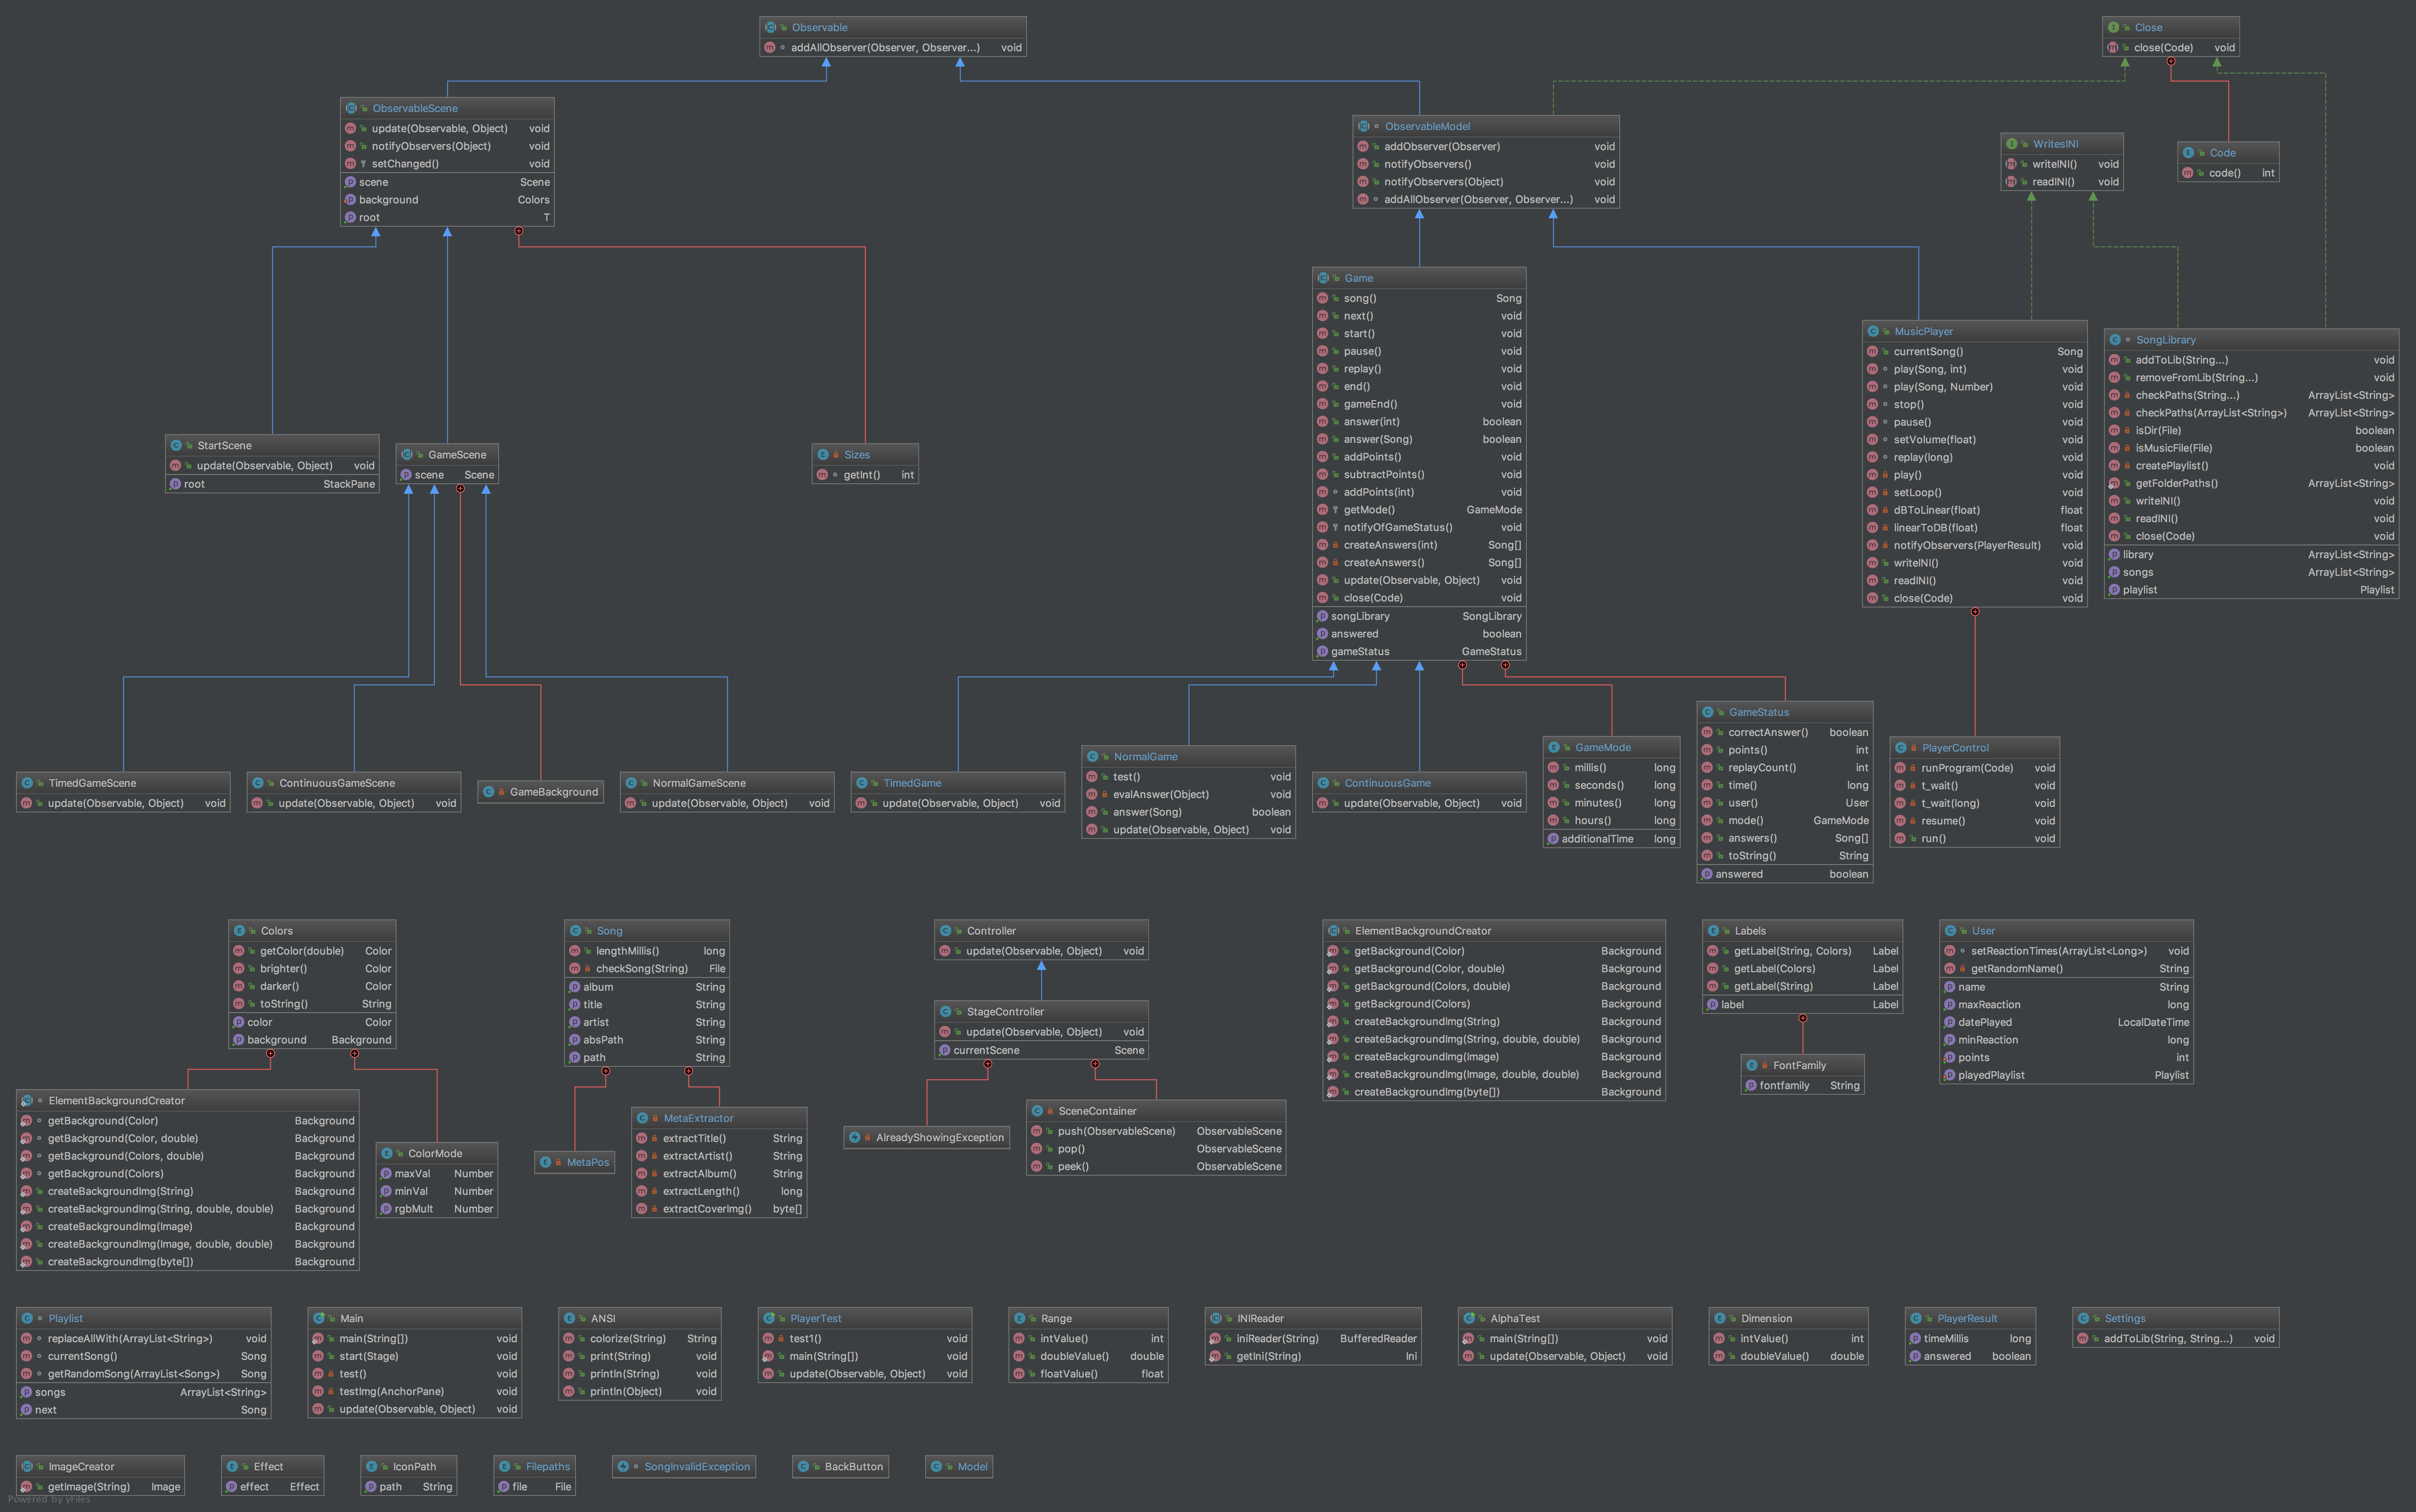 Observable
addAllObserver(Observer, Observer...) void
Close
close(Code) void
ObservableScene
update(Observable, Object) void
notifyObservers(Object) void
setChanged() void
scene Scene
background Colors
root T
ObservableModel
addObserver(Observer) void
notifyObservers() void
notifyObservers(Object) void
addAllObserver(Observer, Observer...) void
WritesINI
writeINI() void
readINI() void
Code
code() int
Game
song() Song
next() void
start() void
pause() void
replay() void
end() void
gameEnd() void
answer(int) boolean
answer(Song) boolean
addPoints() void
subtractPoints() void
addPoints(int) void
getMode() GameMode
notifyOfGameStatus() void
createAnswers(int) Song[]
createAnswers() Song[]
update(Observable, Object) void
close(Code) void
songLibrary SongLibrary
answered boolean
gameStatus GameStatus
MusicPlayer
currentSong() Song
play(Song, int) void
play(Song, Number) void
stop() void
pause() void
setVolume(float) void
replay(long) void
play() void
setLoop() void
dBToLinear(float) float
linearToDB(float) float
notifyObservers(PlayerResult) void
writeINI() void
readINI() void
close(Code) void
SongLibrary
addToLib(String...) void
removeFromLib(String...) void
checkPaths(String...) ArrayList<String>
checkPaths(ArrayList<String>) ArrayList<String>
isDir(File) boolean
isMusicFile(File) boolean
createPlaylist() void
getFolderPaths() ArrayList<String>
writeINI() void
readINI() void
close(Code) void
library ArrayList<String>
songs ArrayList<String>
playlist Playlist
StartScene
update(Observable, Object) void
root StackPane
GameScene
scene Scene
Sizes
getInt() int
TimedGameScene
update(Observable, Object) void
ContinuousGameScene
update(Observable, Object) void
GameBackground
NormalGameScene
update(Observable, Object) void
TimedGame
update(Observable, Object) void
NormalGame
test() void
evalAnswer(Object) void
answer(Song) boolean
update(Observable, Object) void
ContinuousGame
update(Observable, Object) void
GameMode
millis() long
seconds() long
minutes() long
hours() long
additionalTime long
GameStatus
correctAnswer() boolean
points() int
replayCount() int
time() long
user() User
mode() GameMode
answers() Song[]
toString() String
answered boolean
PlayerControl
runProgram(Code) void
t_wait() void
t_wait(long) void
resume() void
run() void
Colors
getColor(double) Color
brighter() Color
darker() Color
toString() String
color Color
background Background
Song
lengthMillis() long
checkSong(String) File
album String
title String
artist String
absPath String
path String
Controller
update(Observable, Object) void
StageController
update(Observable, Object) void
currentScene Scene
ElementBackgroundCreator
getBackground(Color) Background
getBackground(Color, double) Background
getBackground(Colors, double) Background
getBackground(Colors) Background
createBackgroundImg(String) Background
createBackgroundImg(String, double, double) Background
createBackgroundImg(Image) Background
createBackgroundImg(Image, double, double) Background
createBackgroundImg(byte[]) Background
Labels
getLabel(String, Colors) Label
getLabel(Colors) Label
getLabel(String) Label
label Label
FontFamily
fontfamily String
User
setReactionTimes(ArrayList<Long>) void
getRandomName() String
name String
maxReaction long
datePlayed LocalDateTime
minReaction long
points int
playedPlaylist Playlist
ElementBackgroundCreator
getBackground(Color) Background
getBackground(Color, double) Background
getBackground(Colors, double) Background
getBackground(Colors) Background
createBackgroundImg(String) Background
createBackgroundImg(String, double, double) Background
createBackgroundImg(Image) Background
createBackgroundImg(Image, double, double) Background
createBackgroundImg(byte[]) Background
ColorMode
maxVal Number
minVal Number
rgbMult Number
MetaPos
MetaExtractor
extractTitle() String
extractArtist() String
extractAlbum() String
extractLength() long
extractCoverImg() byte[]
AlreadyShowingException
SceneContainer
push(ObservableScene) ObservableScene
pop() ObservableScene
peek() ObservableScene
Playlist
replaceAllWith(ArrayList<String>) void
currentSong() Song
getRandomSong(ArrayList<Song>) Song
songs ArrayList<String>
next Song
Main
main(String[]) void
start(Stage) void
test() void
testImg(AnchorPane) void
update(Observable, Object) void
ANSI
colorize(String) String
print(String) void
println(String) void
println(Object) void
PlayerTest
test1() void
main(String[]) void
update(Observable, Object) void
Range
intValue() int
doubleValue() double
floatValue() float
INIReader
iniReader(String) BufferedReader
getIni(String) Ini
AlphaTest
main(String[]) void
update(Observable, Object) void
Dimension
intValue() int
doubleValue() double
PlayerResult
timeMillis long
answered boolean
Settings
addToLib(String, String...) void
ImageCreator
getImage(String) Image
Effect
effect Effect
IconPath
path String
Filepaths
file File
SongInvalidException
BackButton
Model
Powered by yFiles